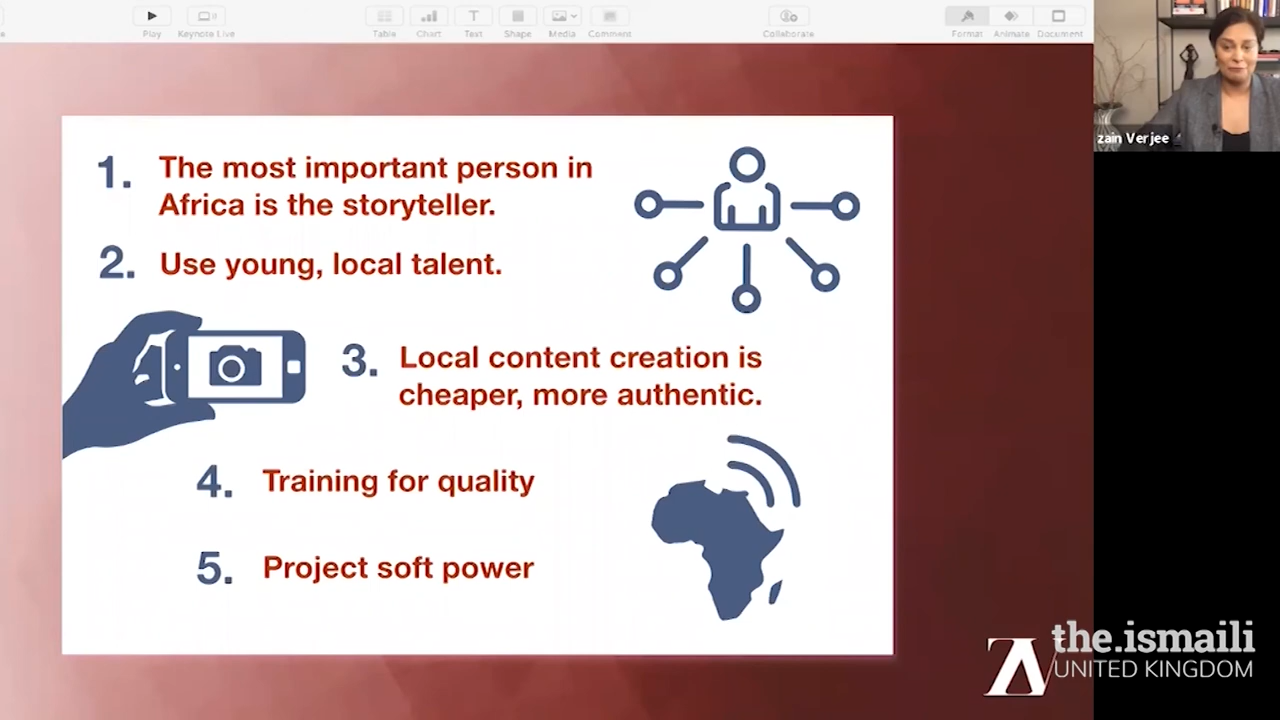 Play
Keynote Live
Table
Chart
Text
Shape
Media
Comment
Collaborate
Format
Animate
Document
zain Verjee
1. The most important person in
Africa is the storyteller.
2. Use young, local talent.
3. Local content creation is
cheaper, more authentic.
4. Training for quality
5. Project soft power
the.ismaili
UNITED KINGDOM